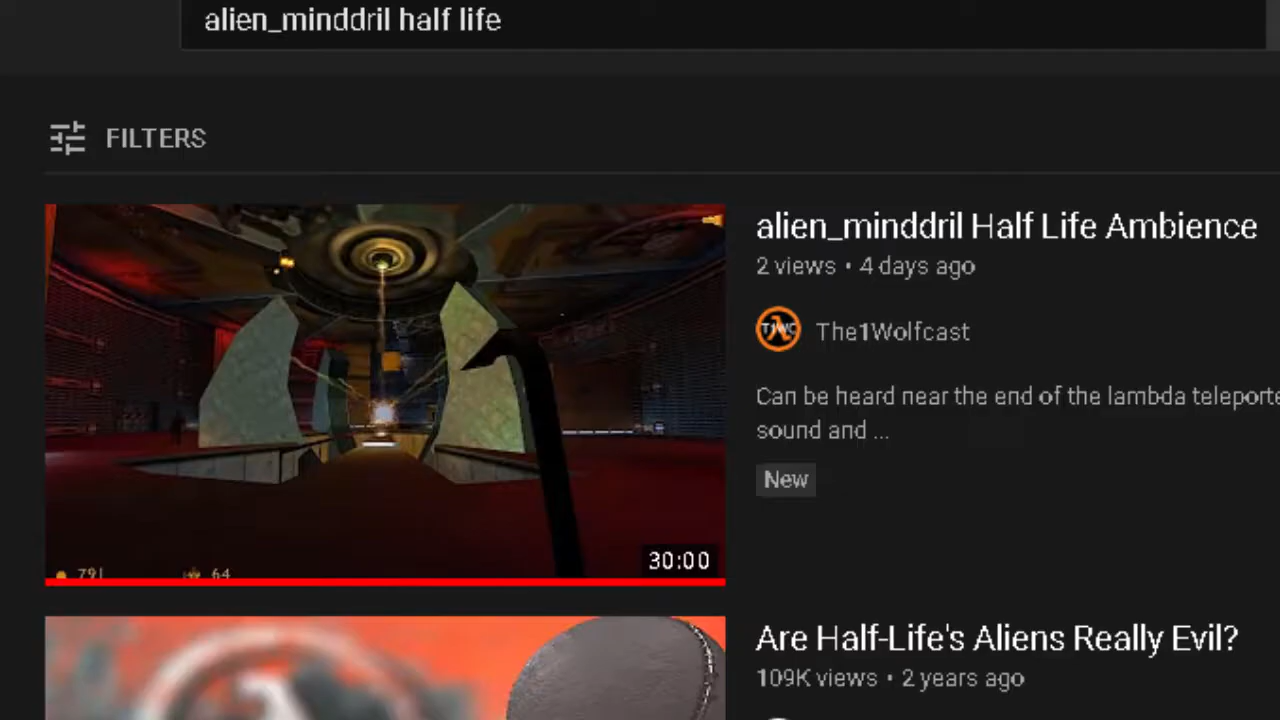 alien_minddril half life
FILTERS
alien_minddril Half Life Ambience
2 views • 4 days ago
The1Wolfcast
Can be heard near the end of the lambda
sound and ...
New
791
64
30:00
Are Half-Life's Aliens Really Evil?
109K views • 2 years ago